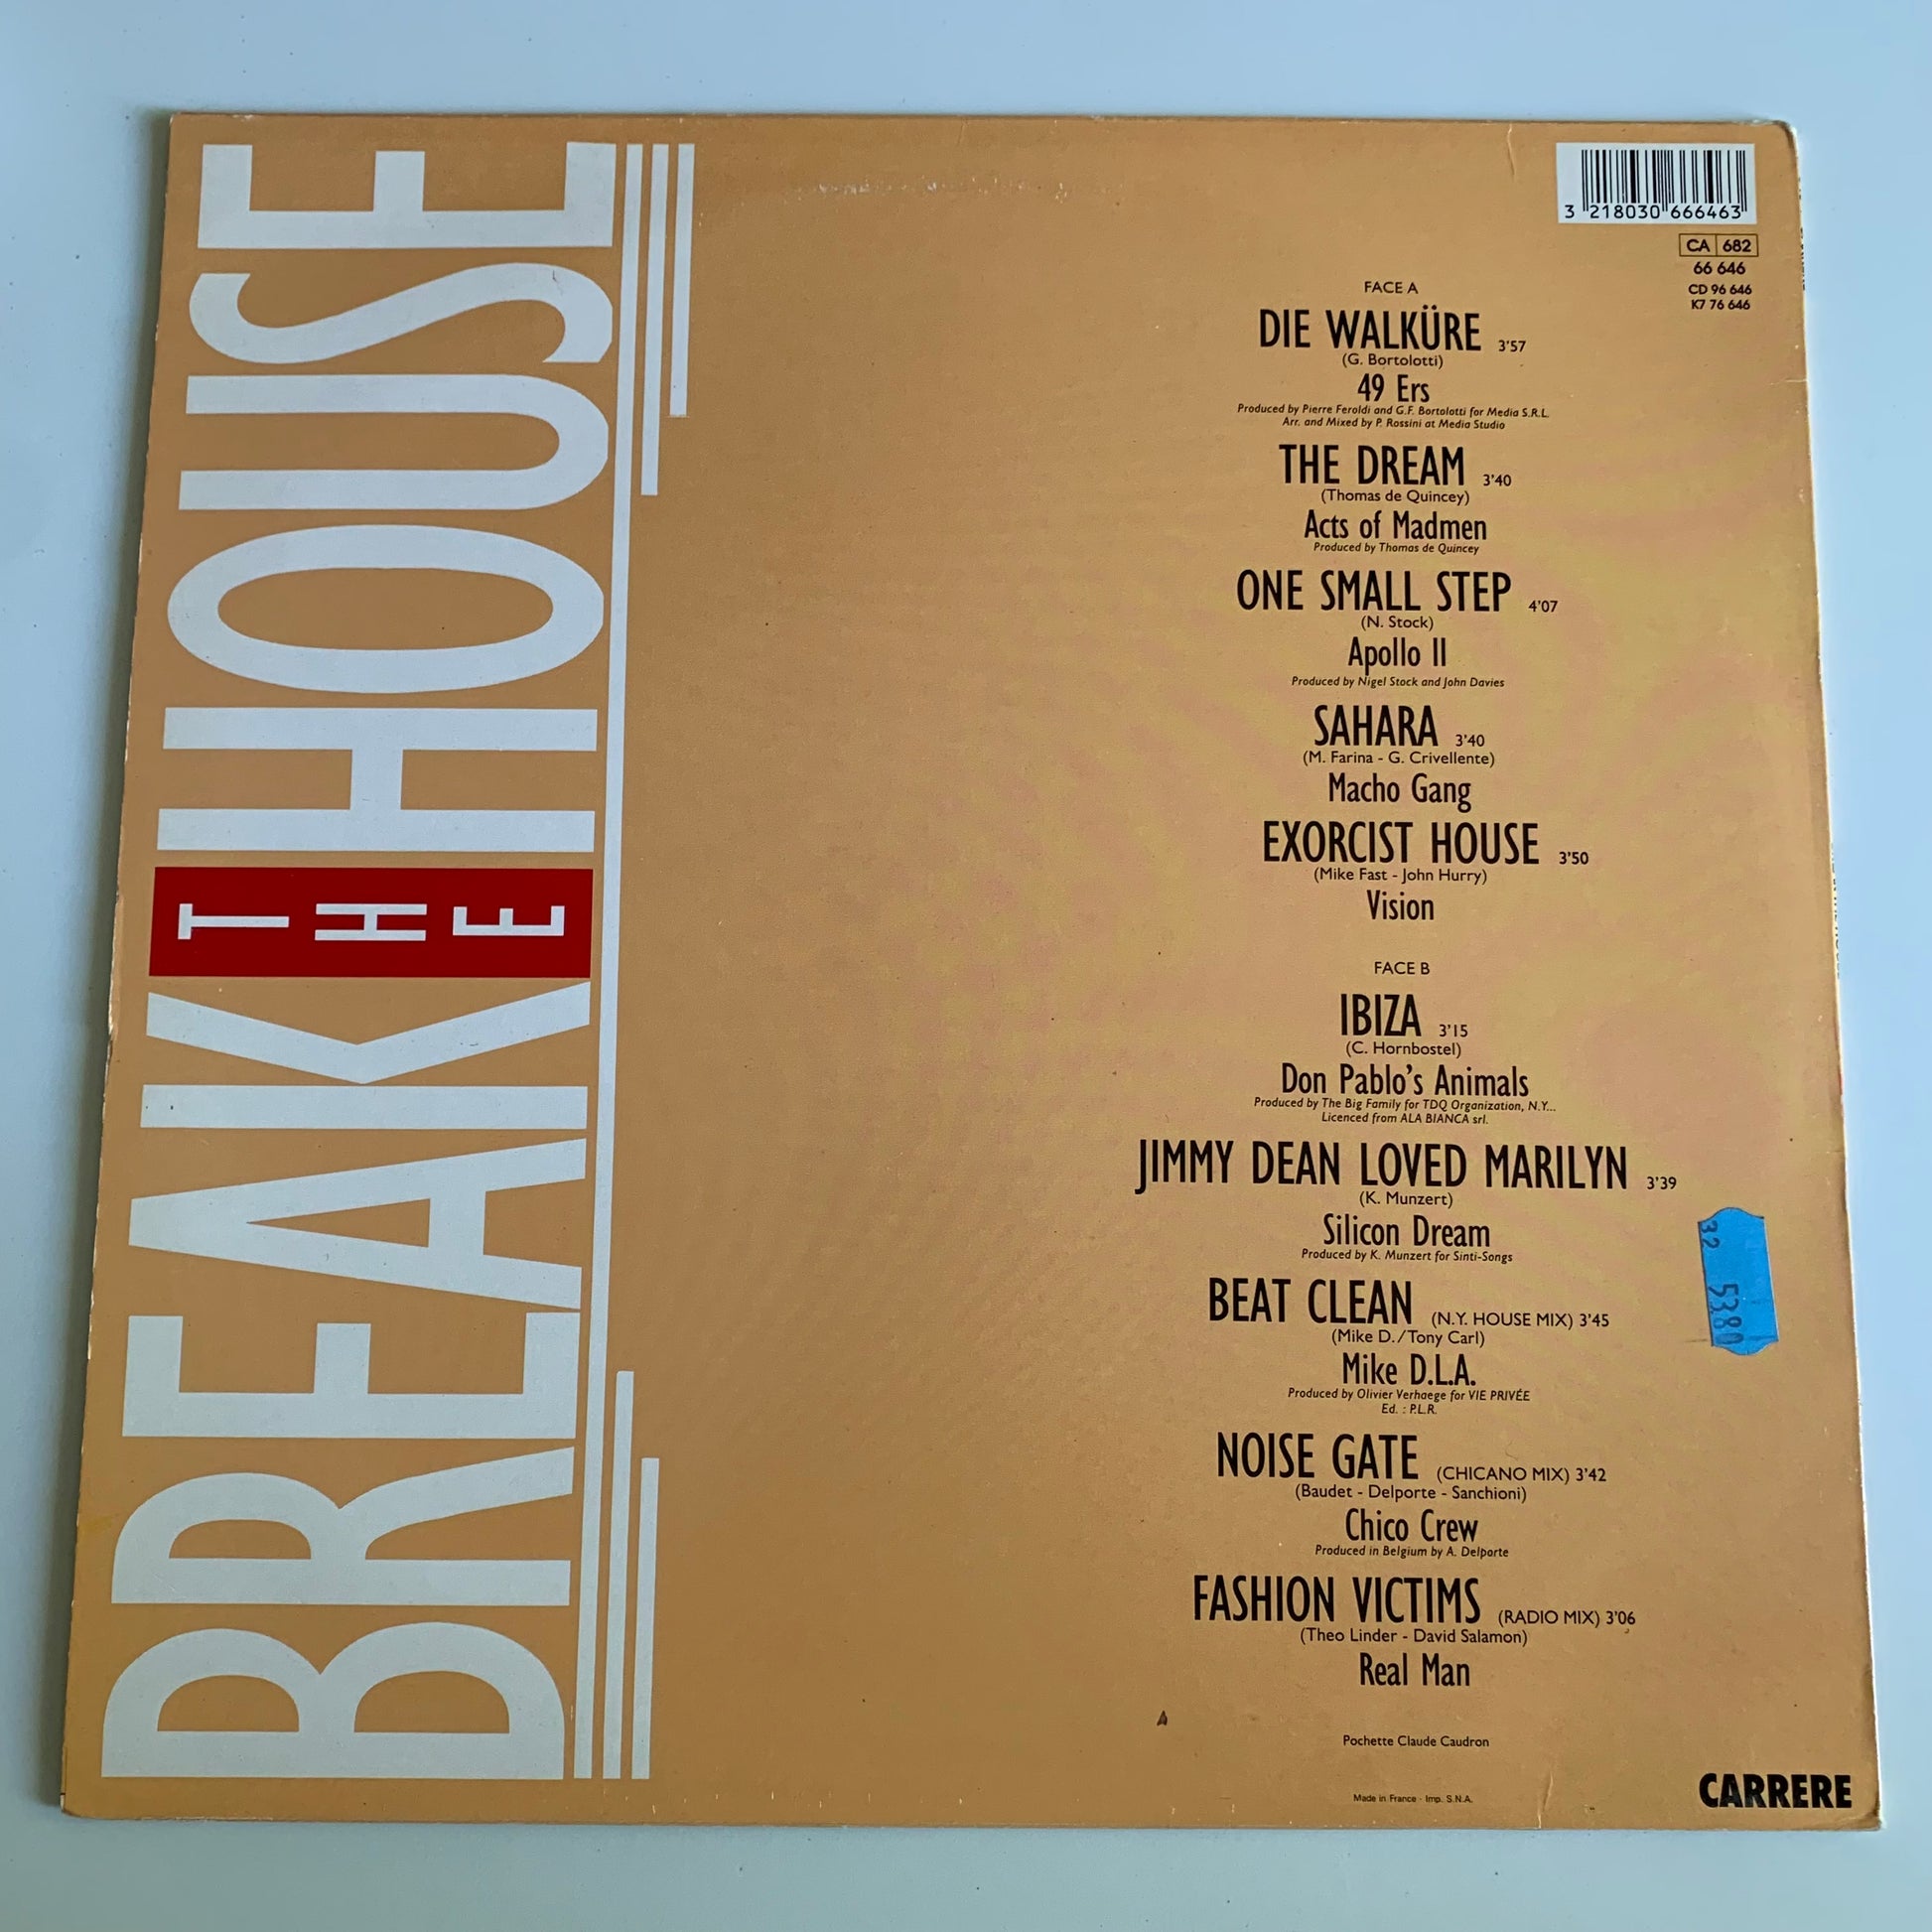 BREAK THE HOUSE
3 218030 666463
CA 682
66 646
CD 96 646
K7 76 646
FACE A
DIE WALKÜRE 3'57
(G. Bortolotti)
49 Ers
Produced by Pierre Feroldi and G.F. Bortolotti for Media S.R.L.
Arr. and Mixed by P. Rossini at Media Studio
THE DREAM 3'40
(Thomas de Quincey)
Acts of Madmen
Produced by Thomas de Quincey
ONE SMALL STEP 4'07
(N. Stock)
Apollo II
Produced by Nigel Stock and John Davies
SAHARA 3'40
(M. Farina - G. Crivellente)
Macho Gang
EXORCIST HOUSE 3'50
(Mike Fast - John Hurry)
Vision
FACE B
IBIZA 3'15
(C. Hornbostel)
Don Pablo's Animals
Produced by The Big Family for TDQ Organization, N.Y...
Licenced from ALA BIANCA srl.
JIMMY DEAN LOVED MARILYN 3'39
(K. Munzert)
Silicon Dream
Produced by K. Munzert for Sinti-Songs
BEAT CLEAN (N.Y. HOUSE MIX) 3'45
(Mike D./Tony Carl)
Mike D.L.A.
Produced by Olivier Verhaege for VIE PRIVÉE
Ed. : P.L.R.
NOISE GATE (CHICANO MIX) 3'42
(Baudet - Delporte - Sanchioni)
Chico Crew
Produced in Belgium by A. Delporte
FASHION VICTIMS (RADIO MIX) 3'06
(Theo Linder - David Salamon)
Real Man
32 5380
Pochette Claude Caudron
Made in France - Imp. S.N.A.
CARRERE